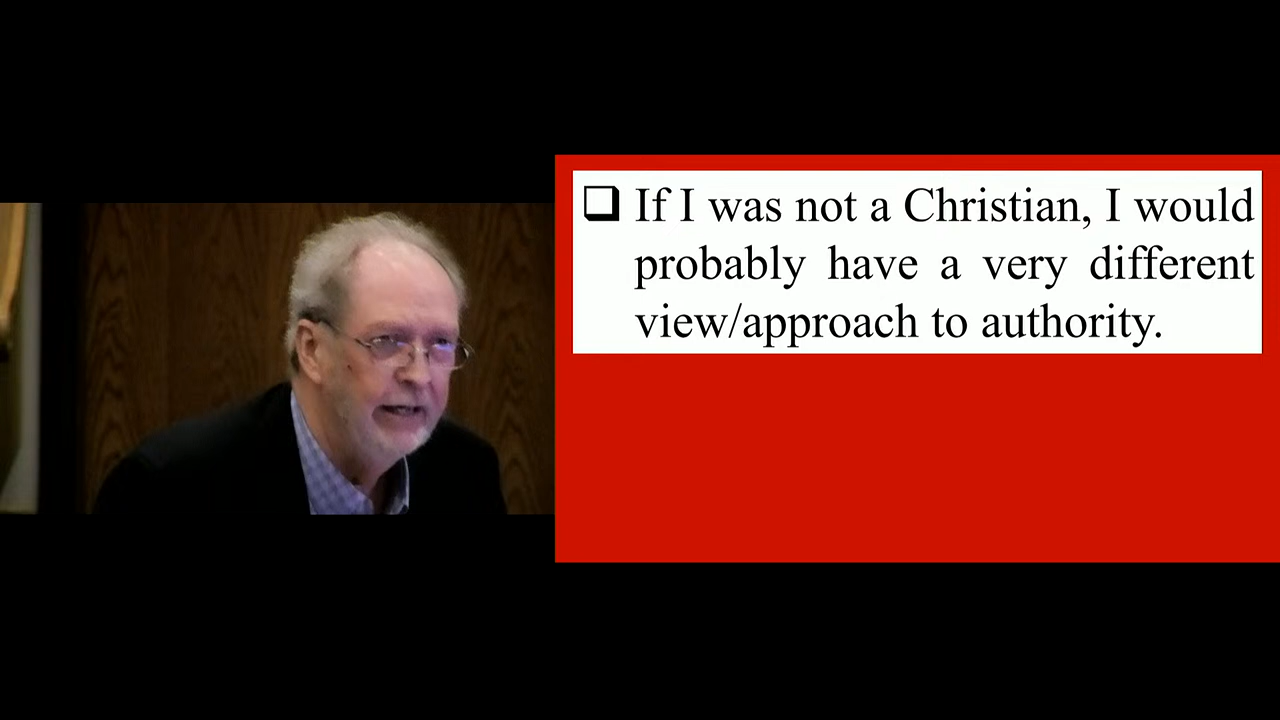 ❑ If I was not a Christian, I would
probably have a very different
view/approach to authority.